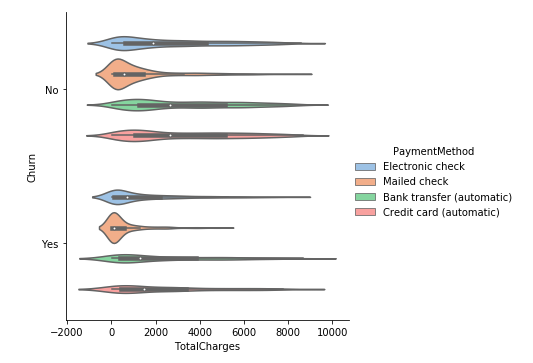 No
Churn
Yes
−2000 0 2000 4000 6000 8000 10000
TotalCharges
PaymentMethod
Electronic check
Mailed check
Bank transfer (automatic)
Credit card (automatic)